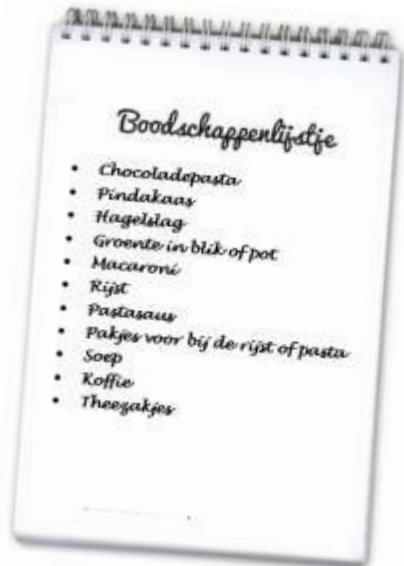 Boodschappenlijstje
• Chocoladepasta
• Pindakaas
• Hagelslag
• Groente in blik of pot
• Macaroni
• Rijst
• Pastasaus
• Pakjes voor bij de rijst of pasta
• Soep
• Koffie
• Theezakjes